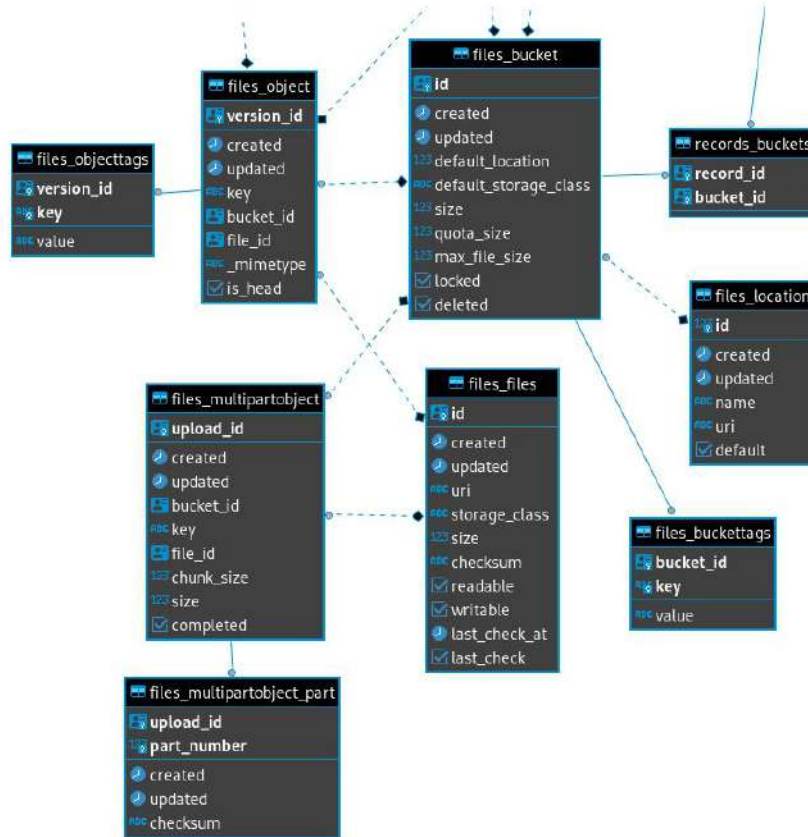 files_bucket
id
created
updated
default_location
default_storage_class
size
quota_size
max_file_size
locked
deleted
files_object
version_id
created
updated
key
bucket_id
file_id
_mimetype
is_head
files_objecttags
version_id
key
value
records_buckets
record_id
bucket_id
files_location
id
created
updated
name
uri
default
files_multipartobject
upload_id
created
updated
bucket_id
key
file_id
chunk_size
size
completed
files_files
id
created
updated
uri
storage_class
size
checksum
readable
writable
last_check_at
last_check
files_buckettags
bucket_id
key
value
files_multipartobject_part
upload_id
part_number
created
updated
checksum